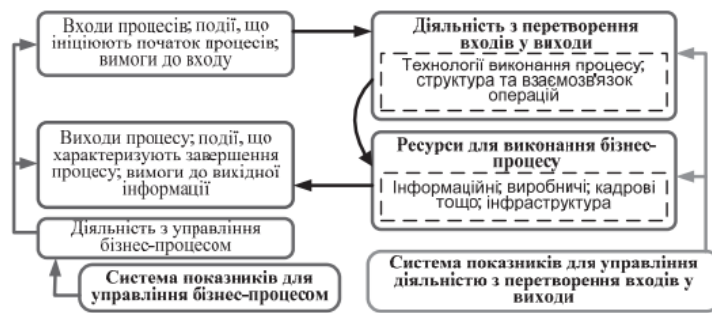 Входи процесів; події, що
ініціюють початок процесів;
вимоги до входу
Діяльність з перетворення
входів у виходи
Технології виконання процесу;
структура та взаємозв'язок
операцій
Виходи процесу; події, що
характеризують завершення
процесу; вимоги до вихідної
інформації
Ресурси для виконання бізнес-
процесу
Інформаційні; виробничі; кадрові
тощо; інфраструктура
Діяльність з управління
бізнес-процесом
Система показників для
управління бізнес-процесом
Система показників для управління
діяльністю з перетворення входів у
виходи